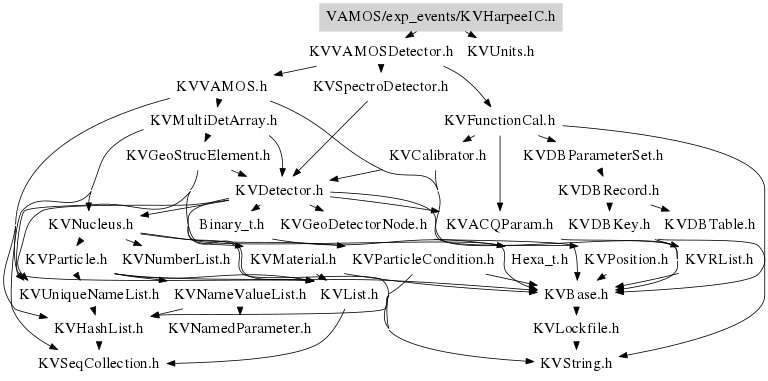 VAMOS/exp_events/KVHarpeeIC.h
KVVAMOSDetector.h KVUnits.h
KVVAMOS.h KVSpectroDetector.h
KVMultiDetArray.h KVFunctionCal.h
KVGeoStrucElement.h KVCalibrator.h KVDBParameterSet.h
KVDetector.h KVDBRecord.h
KVNucleus.h Binary_t.h KVGeoDetectorNode.h KVACQParam.h KVDBKey.h KVDBTable.h
KVParticle.h KVNumberList.h KVMaterial.h KVParticleCondition.h Hexa_t.h KVPosition.h KVRList.h
KVUniqueNameList.h KVNameValueList.h KVList.h KVBase.h
KVHashList.h KVNamedParameter.h KVLockfile.h
KVSeqCollection.h KVString.h